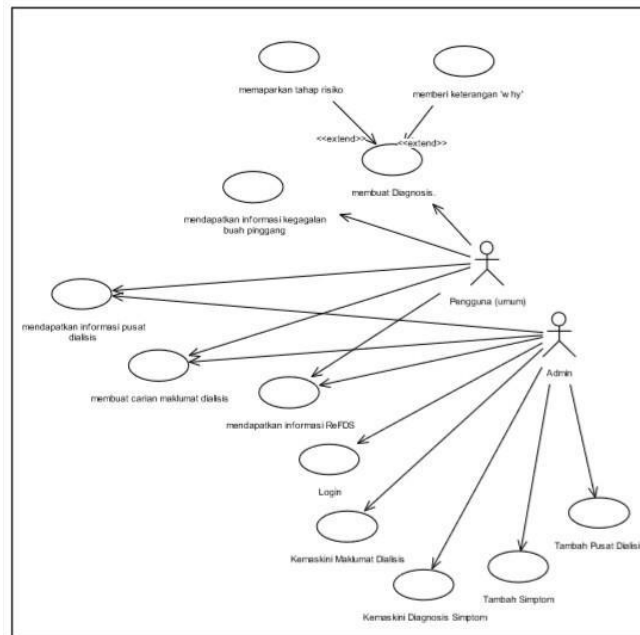 memaparkan tahap risiko
memberi keterangan 'why'
<<extend>>
<<extend>>
membuat Diagnosis.
mendapatkan informasi kegagalan
buah pinggang
Pengguna (umum)
mendapatkan informasi pusat
dialisis
Admin
membuat carian maklumat dialisis
mendapatkan informasi ReFDS
Login
Kemaskini Maklumat Dialisis
Tambah Pusat Dialisi
Tambah Simptom
Kemaskini Diagnosis Simptom